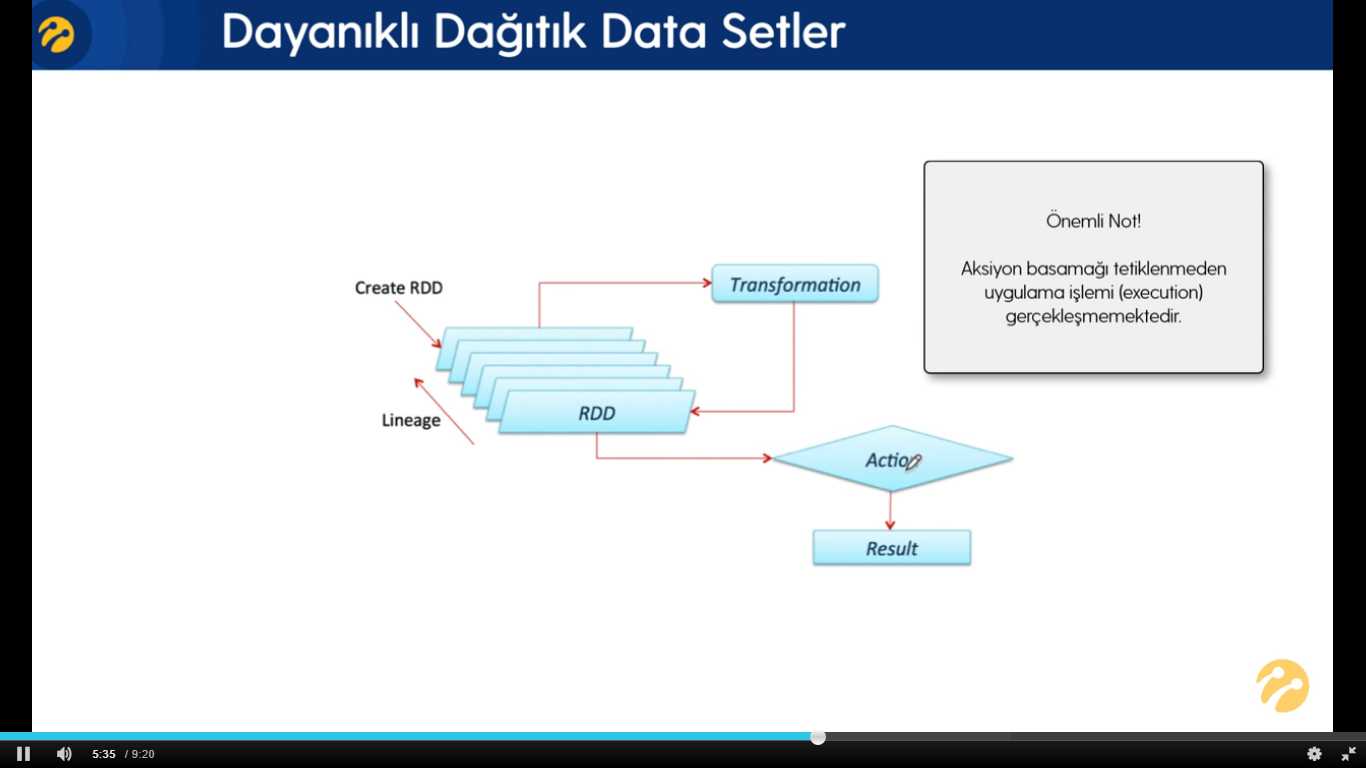 Dayanıklı Dağıtık Data Setler
Önemli Not!
Aksiyon basamağı tetiklenmeden
uygulama işlemi (execution)
gerçekleşmemektedir.
Create RDD
Transformation
Lineage
RDD
Action
Result
5:35 / 9:20